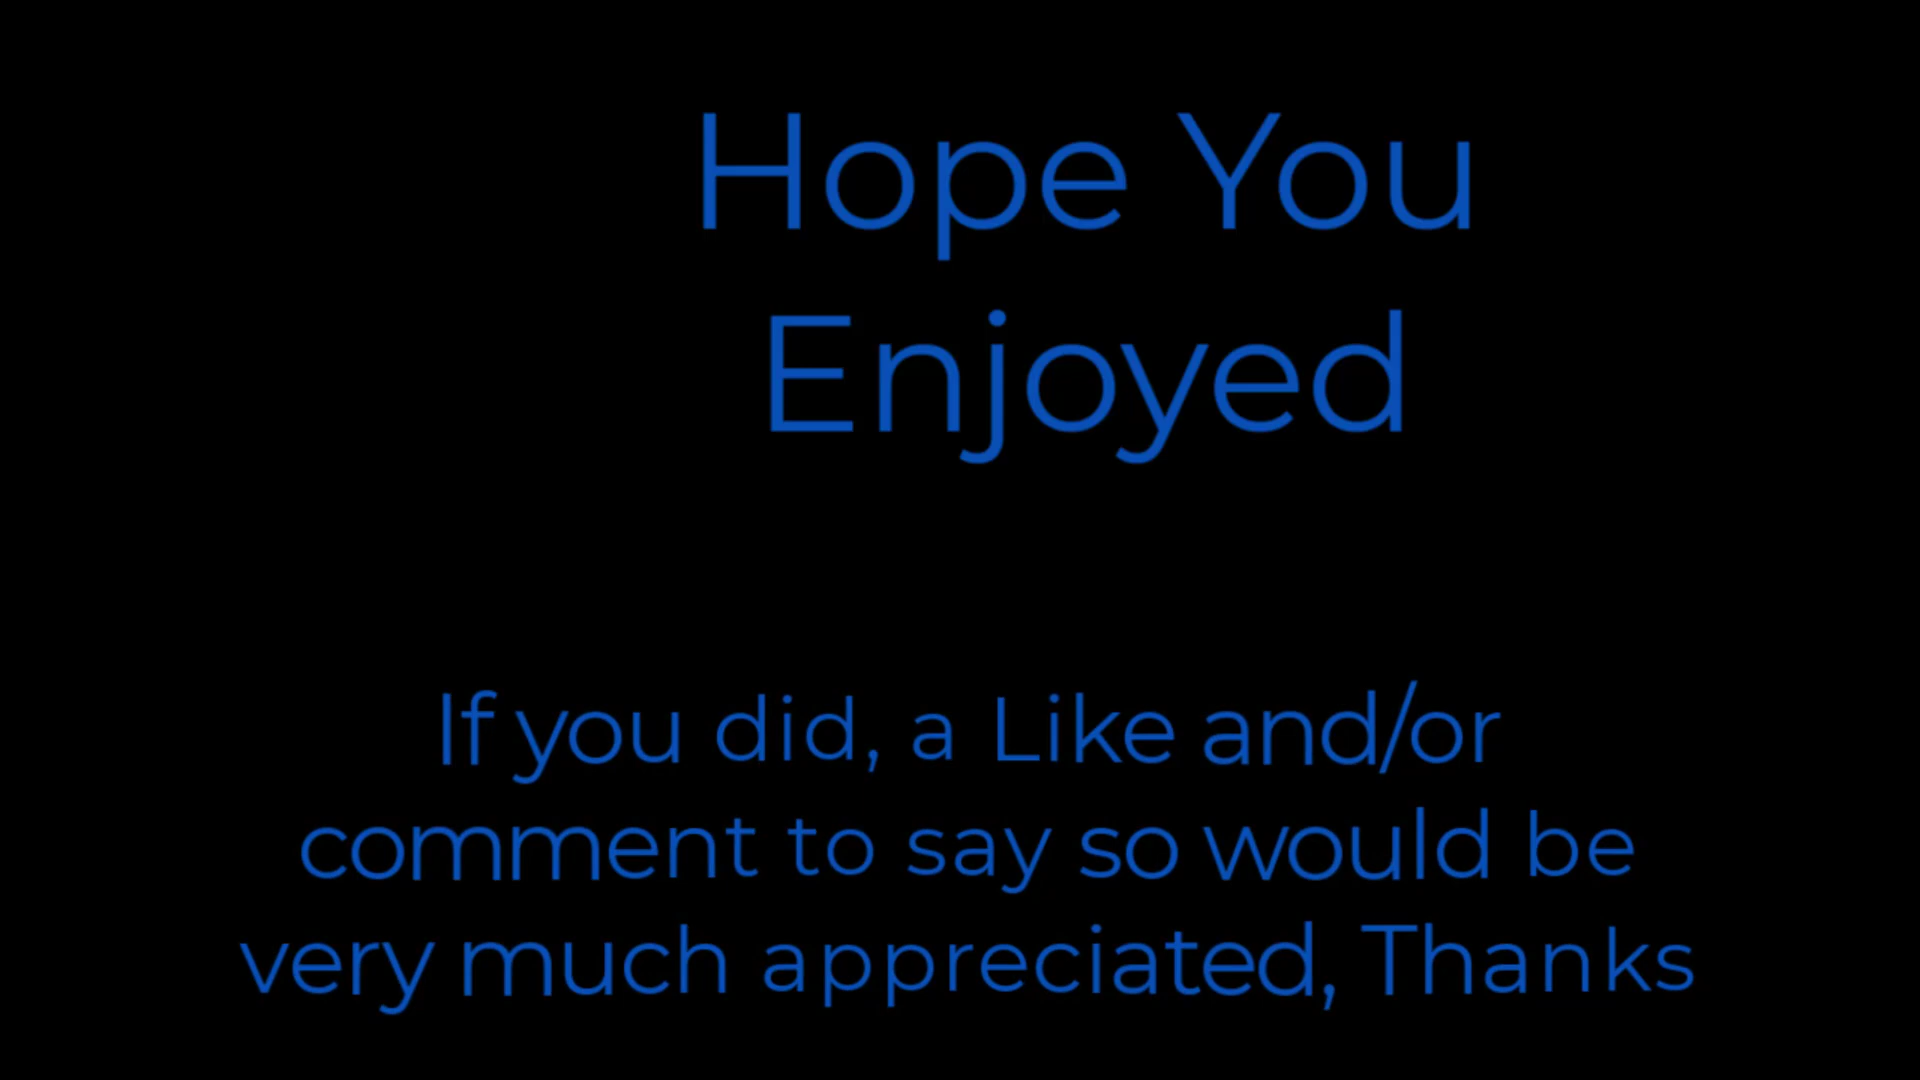 Hope You
Enjoyed
If you did, a Like and/or
comment to say so would be
very much appreciated, Thanks